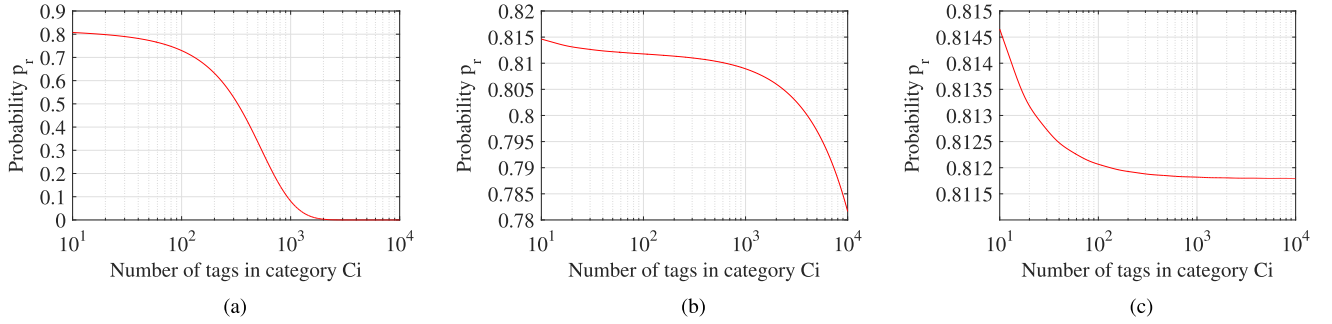 0.9
0.8
0.7
0.6
0.5
0.4
0.3
0.2
0.1
0
Probability p_r
10^1 10^2 10^3 10^4
Number of tags in category Ci
(a)
0.82
0.815
0.81
0.805
0.8
0.795
0.79
0.785
0.78
Probability p_r
10^1 10^2 10^3 10^4
Number of tags in category Ci
(b)
0.815
0.8145
0.814
0.8135
0.813
0.8125
0.812
0.8115
Probability p_r
10^1 10^2 10^3 10^4
Number of tags in category Ci
(c)